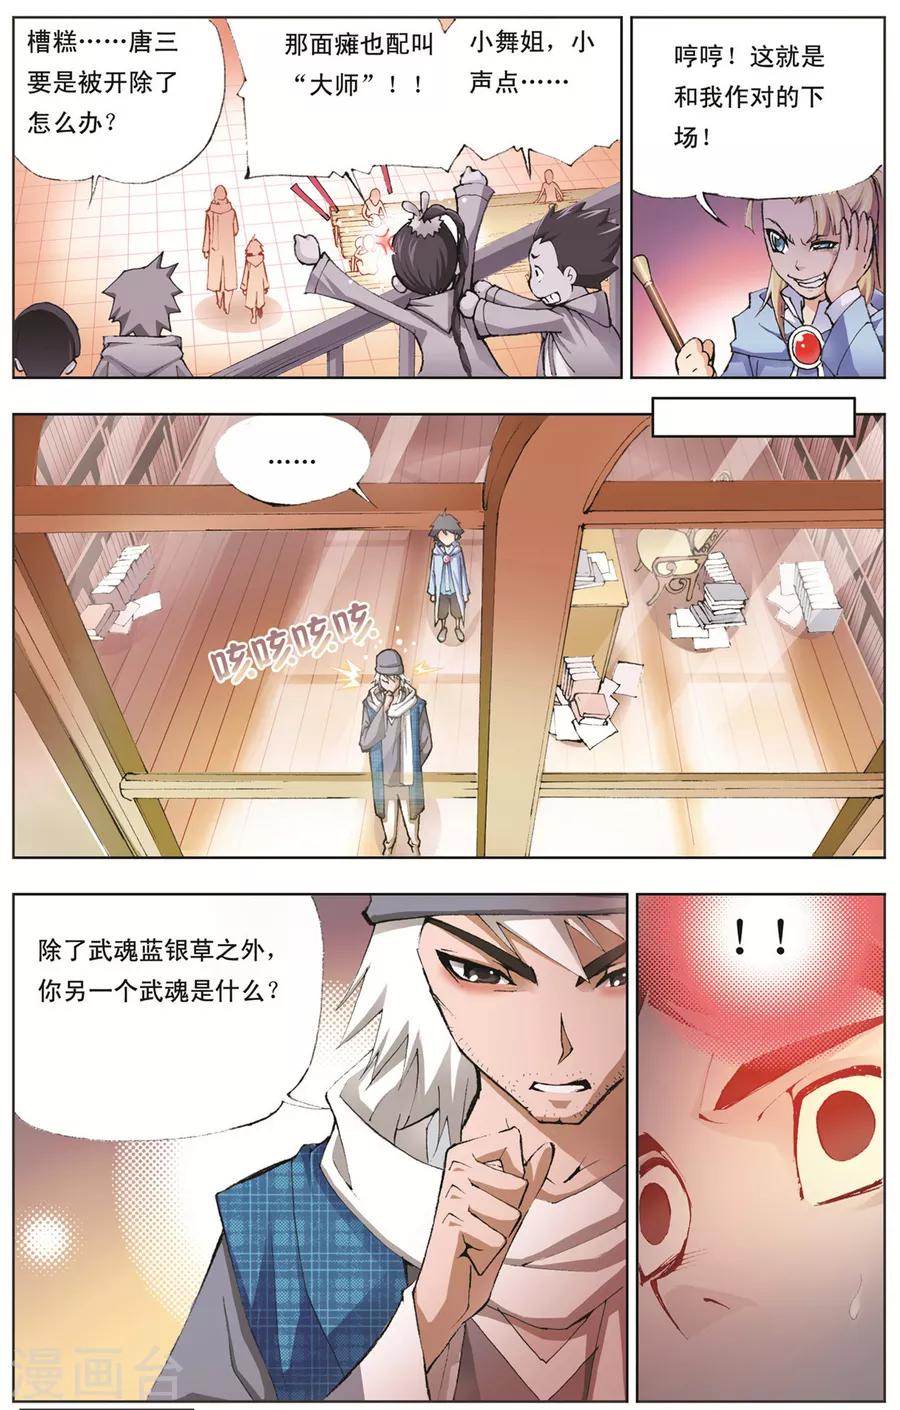 槽糕……唐三
要是被开除了
怎么办？
那面瘫也配叫
“大师”！！
小舞姐，小
声点……
哼哼！这就是
和我作对的下
场！
……
咳咳咳咳
除了武魂蓝银草之外，
你另一个武魂是什么？
！！
漫画台